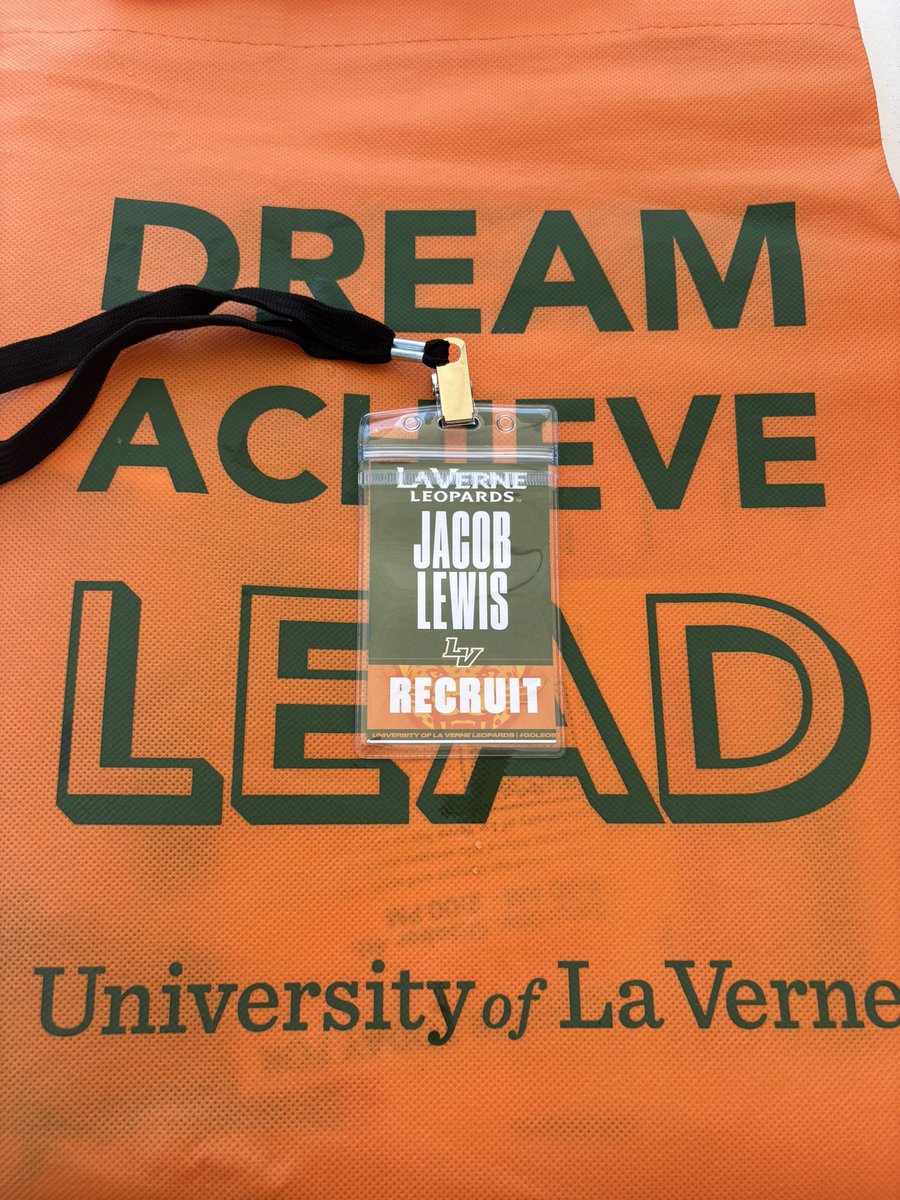 DREAM
ACHIEVE
LAVERNE
LEOPARDS
JACOB
LEWIS
LV
RECRUIT
UNIVERSITY OF LA VERNE LEOPARDS | #GOLEOS
LEAD
University of La Verne